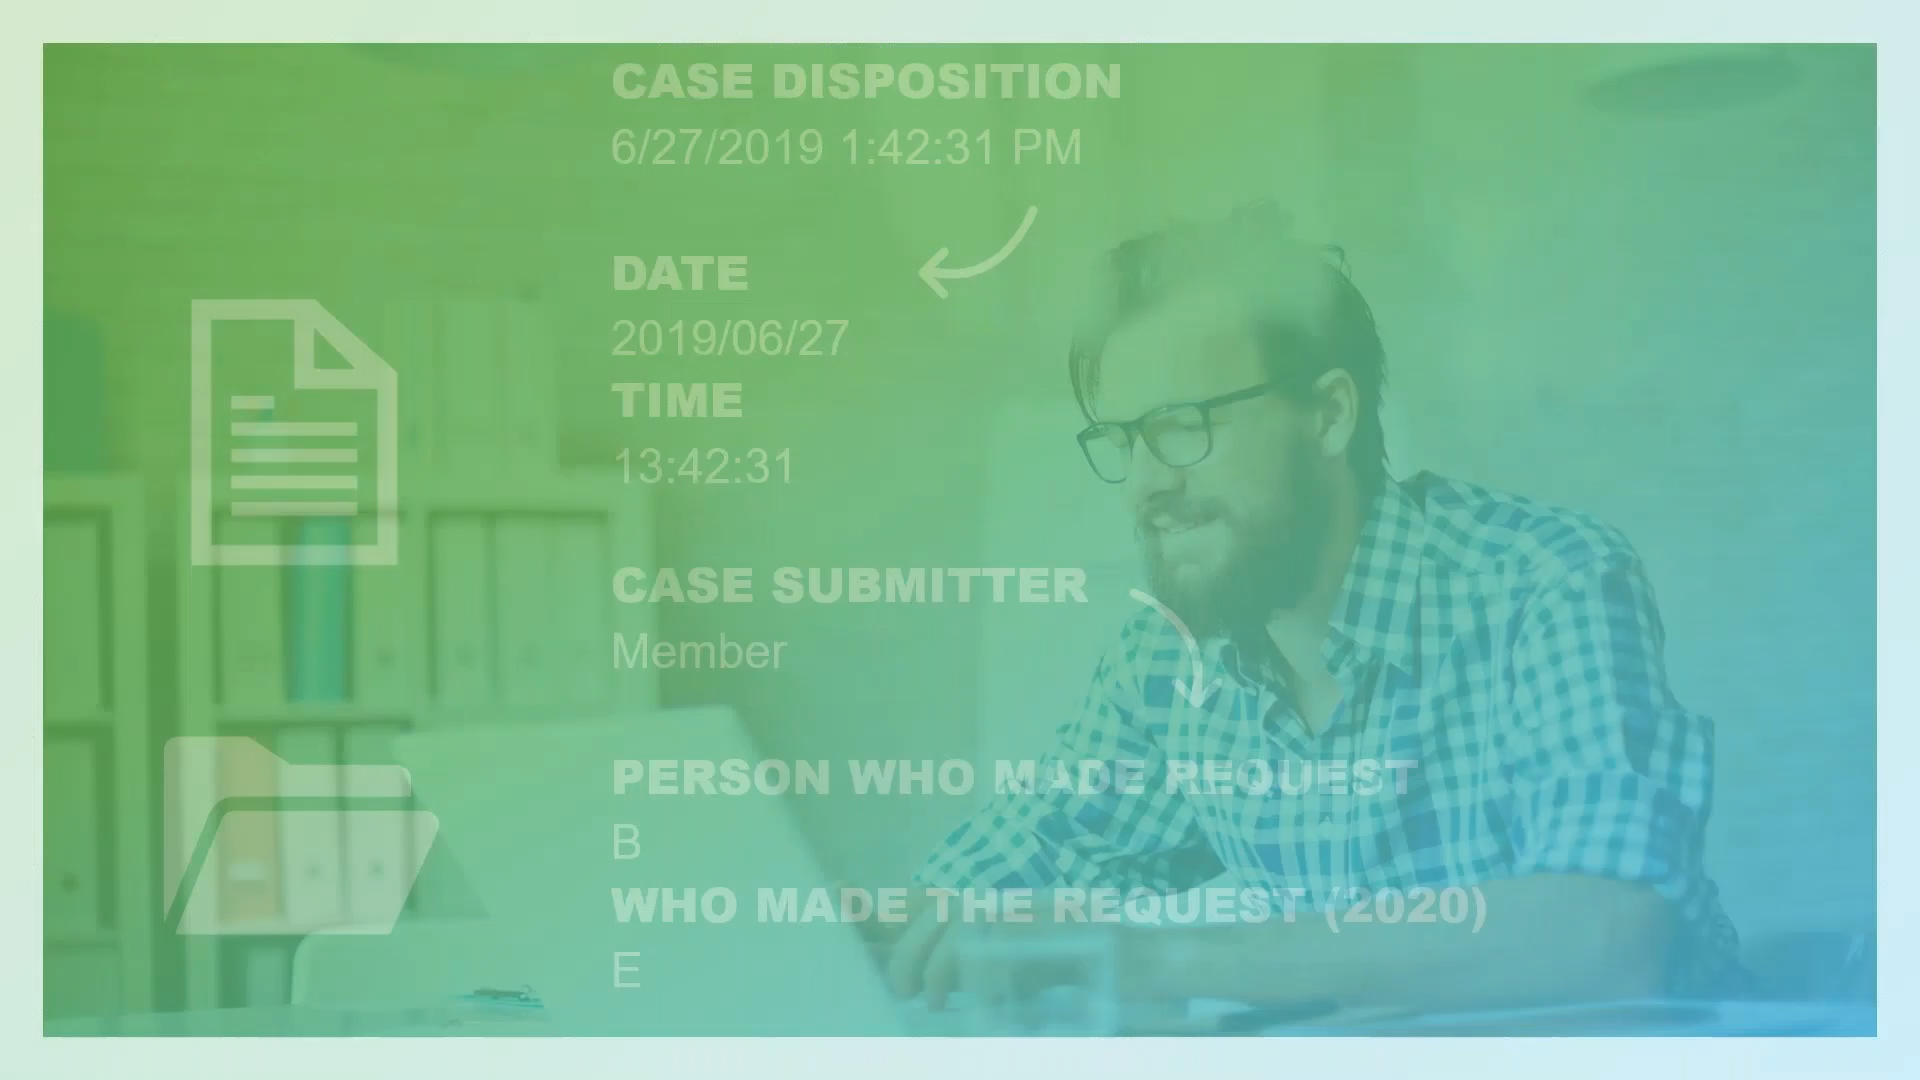 CASE DISPOSITION
6/27/2019 1:42:31 PM
DATE
2019/06/27
TIME
13:42:31
CASE SUBMITTER
Member
PERSON WHO MADE REQUEST
B
WHO MADE THE REQUEST (2020)
E